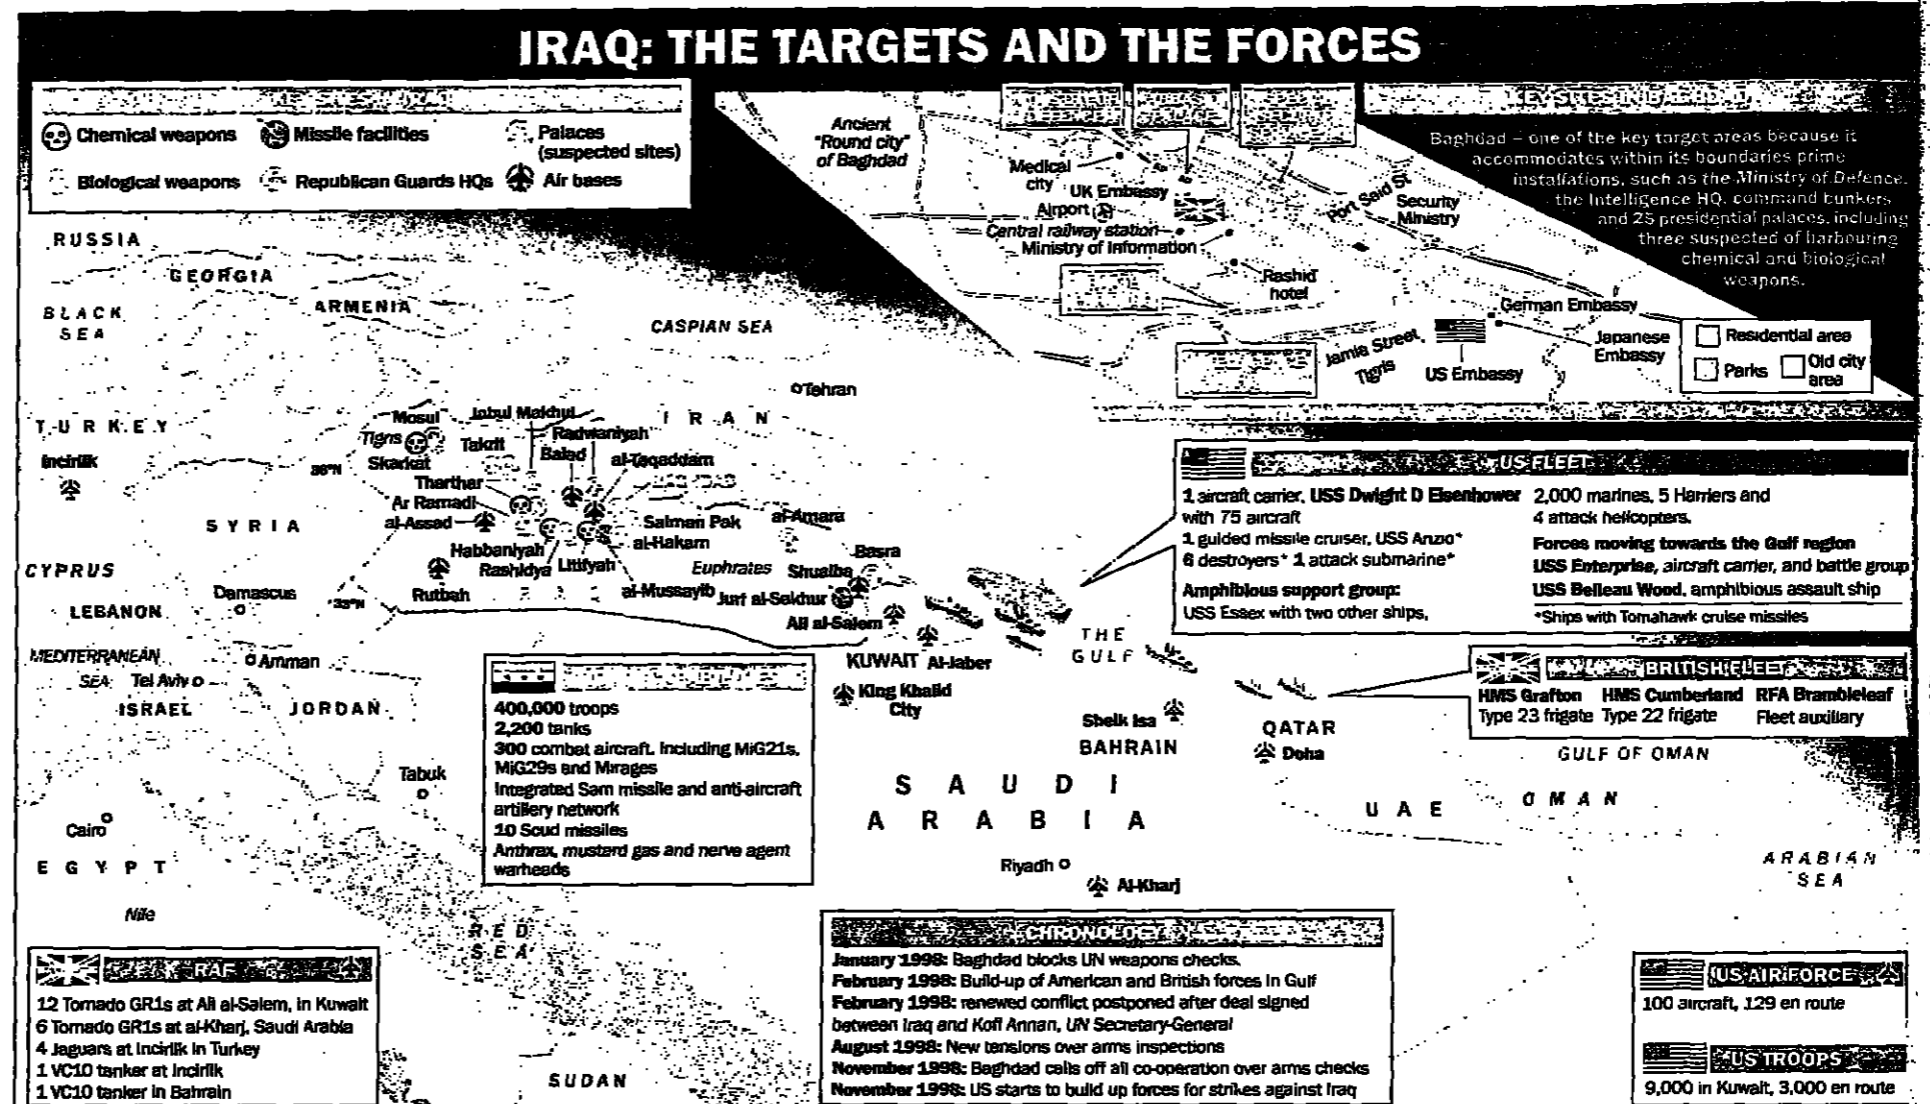 IRAQ: THE TARGETS AND THE FORCES
Chemical weapons
Missile facilities
Palaces
(suspected sites)
Biological weapons
Republican Guards HQs
Air bases
Ancient
"Round city"
of Baghdad
Medical
city
UK Embassy
Airport
Central railway station
Ministry of Information
Port Said St
Security
Ministry
Rashid
hotel
German Embassy
Japanese
Embassy
Jamia Street
Tigris
US Embassy
Baghdad – one of the key target areas because it
accommodates within its boundaries prime
installations, such as the Ministry of Defence,
the Intelligence HQ, command bunkers
and 25 presidential palaces, including
three suspected of harbouring
chemical and biological
weapons.
Residential area
Parks
Old city
area
RUSSIA
GEORGIA
BLACK
SEA
ARMENIA
CASPIAN SEA
Tehran
IRAN
TURKEY
Incirlik
Mosul
Tigris
Skarkat
36°N
Jabul Makhul
Takrit
Radwaniyah
Balad
al-Taqaddam
Tharthar
Ar Ramadi
al-Assad
SYRIA
Salman Pak
al-Hakam
al-Amara
Habbaniyah
Rashidya
Litifyah
Euphrates
Basra
Shualba
CYPRUS
Rutbah
al-Mussayib
Jurf al-Sakhur
Damascus
33°N
LEBANON
Ali al-Salem
MEDITERRANEAN
SEA
Amman
Tel Aviv
ISRAEL
JORDAN
KUWAIT
Al-Jaber
King Khalid
City
THE
GULF
Sheik Isa
BAHRAIN
QATAR
Doha
GULF OF OMAN
SAUDI
ARABIA
UAE
OMAN
Tabuk
Cairo
EGYPT
Nile
Riyadh
Al-Kharj
ARABIAN
SEA
RED
SEA
SUDAN
US FLEET
1 aircraft carrier, USS Dwight D Eisenhower
with 75 aircraft
1 guided missile cruiser, USS Anzio*
6 destroyers* 1 attack submarine*
Amphibious support group:
USS Essex with two other ships,
2,000 marines, 5 Harriers and
4 attack helicopters.
Forces moving towards the Gulf region
USS Enterprise, aircraft carrier, and battle group
USS Belleau Wood, amphibious assault ship
*Ships with Tomahawk cruise missiles
BRITISH FLEET
HMS Grafton
Type 23 frigate
HMS Cumberland
Type 22 frigate
RFA Brambleleaf
Fleet auxiliary
400,000 troops
2,200 tanks
300 combat aircraft. Including MiG21s,
MiG29s and Mirages
Integrated Sam missile and anti-aircraft
artillery network
10 Scud missiles
Anthrax, mustard gas and nerve agent
warheads
CHRONOLOGY
January 1998: Baghdad blocks UN weapons checks.
February 1998: Build-up of American and British forces in Gulf
February 1998: renewed conflict postponed after deal signed
between Iraq and Kofi Annan, UN Secretary-General
August 1998: New tensions over arms inspections
November 1998: Baghdad calls off all co-operation over arms checks
November 1998: US starts to build up forces for strikes against Iraq
RAF
12 Tornado GR1s at Ali al-Salem, in Kuwait
6 Tornado GR1s at al-Kharj, Saudi Arabia
4 Jaguars at Incirlik in Turkey
1 VC10 tanker at Incirlik
1 VC10 tanker in Bahrain
US AIR FORCE
100 aircraft, 129 en route
US TROOPS
9,000 in Kuwait, 3,000 en route